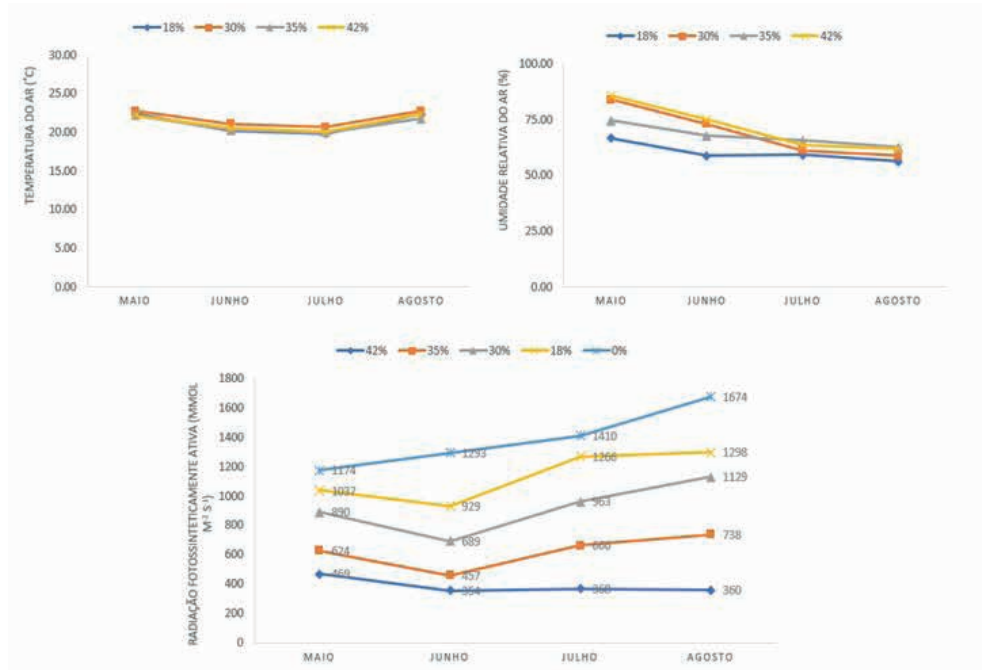 18% 30% 35% 42%
TEMPERATURA DO AR (°C)
30.00
25.00
20.00
15.00
10.00
5.00
0.00
MAIO JUNHO JULHO AGOSTO
18% 30% 35% 42%
UMIDADE RELATIVA DO AR (%)
100.00
75.00
50.00
25.00
0.00
MAIO JUNHO JULHO AGOSTO
42% 35% 30% 18% 0%
RADIAÇÃO FOTOSSINTETICAMENTE ATIVA (MMOL
M⁻² S⁻¹)
1800
1600
1400
1200
1000
800
600
400
200
0
1174 1293 1410 1674
1037 929 1266 1298
890 689 963 1129
624 457 738
469 354 360
MAIO JUNHO JULHO AGOSTO